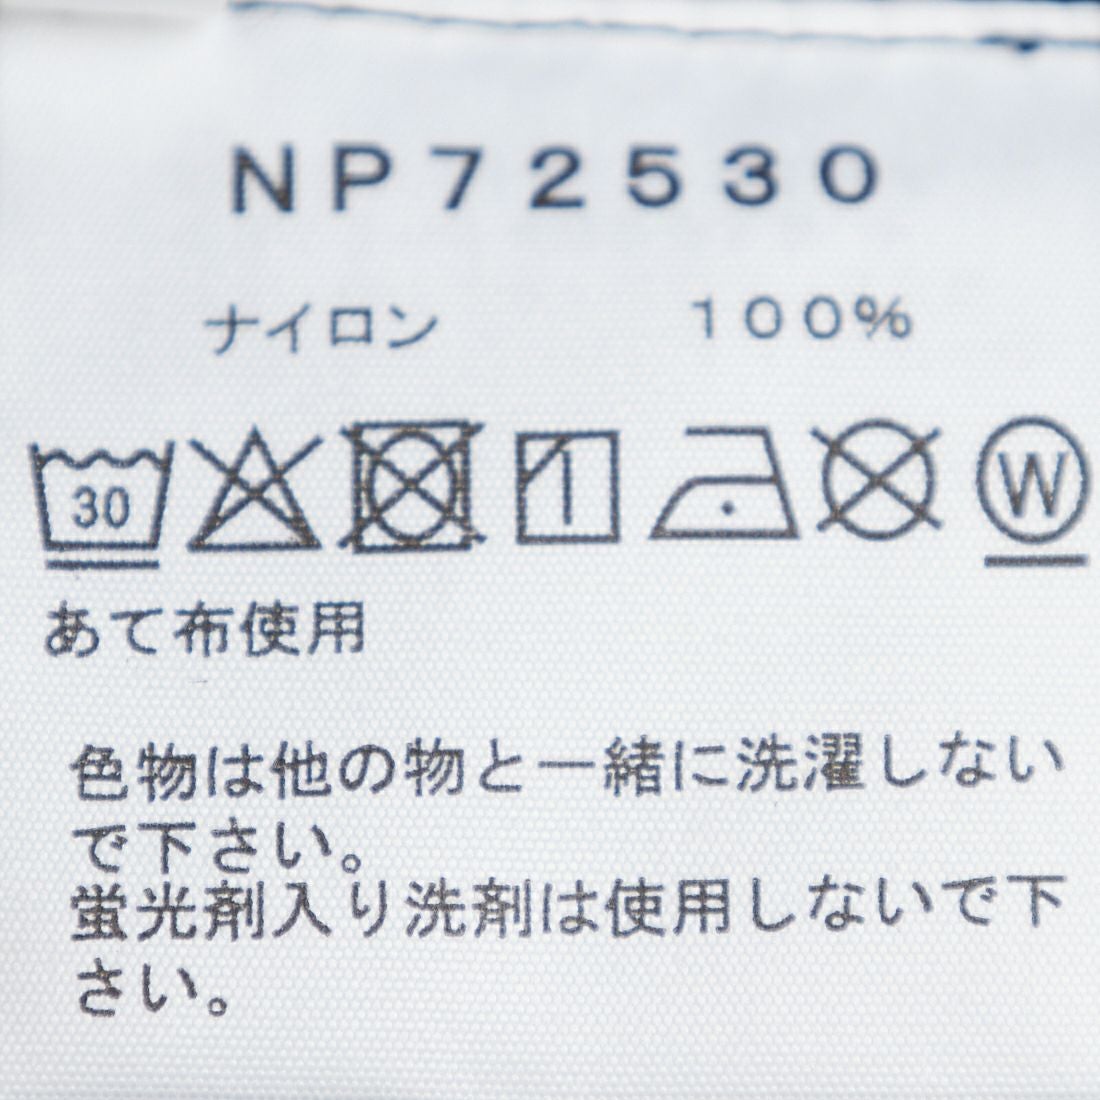 NP72530
ナイロン 100%
30 W
あて布使用
色物は他の物と一緒に洗濯しない
で下さい。
蛍光剤入り洗剤は使用しないで下
さい。